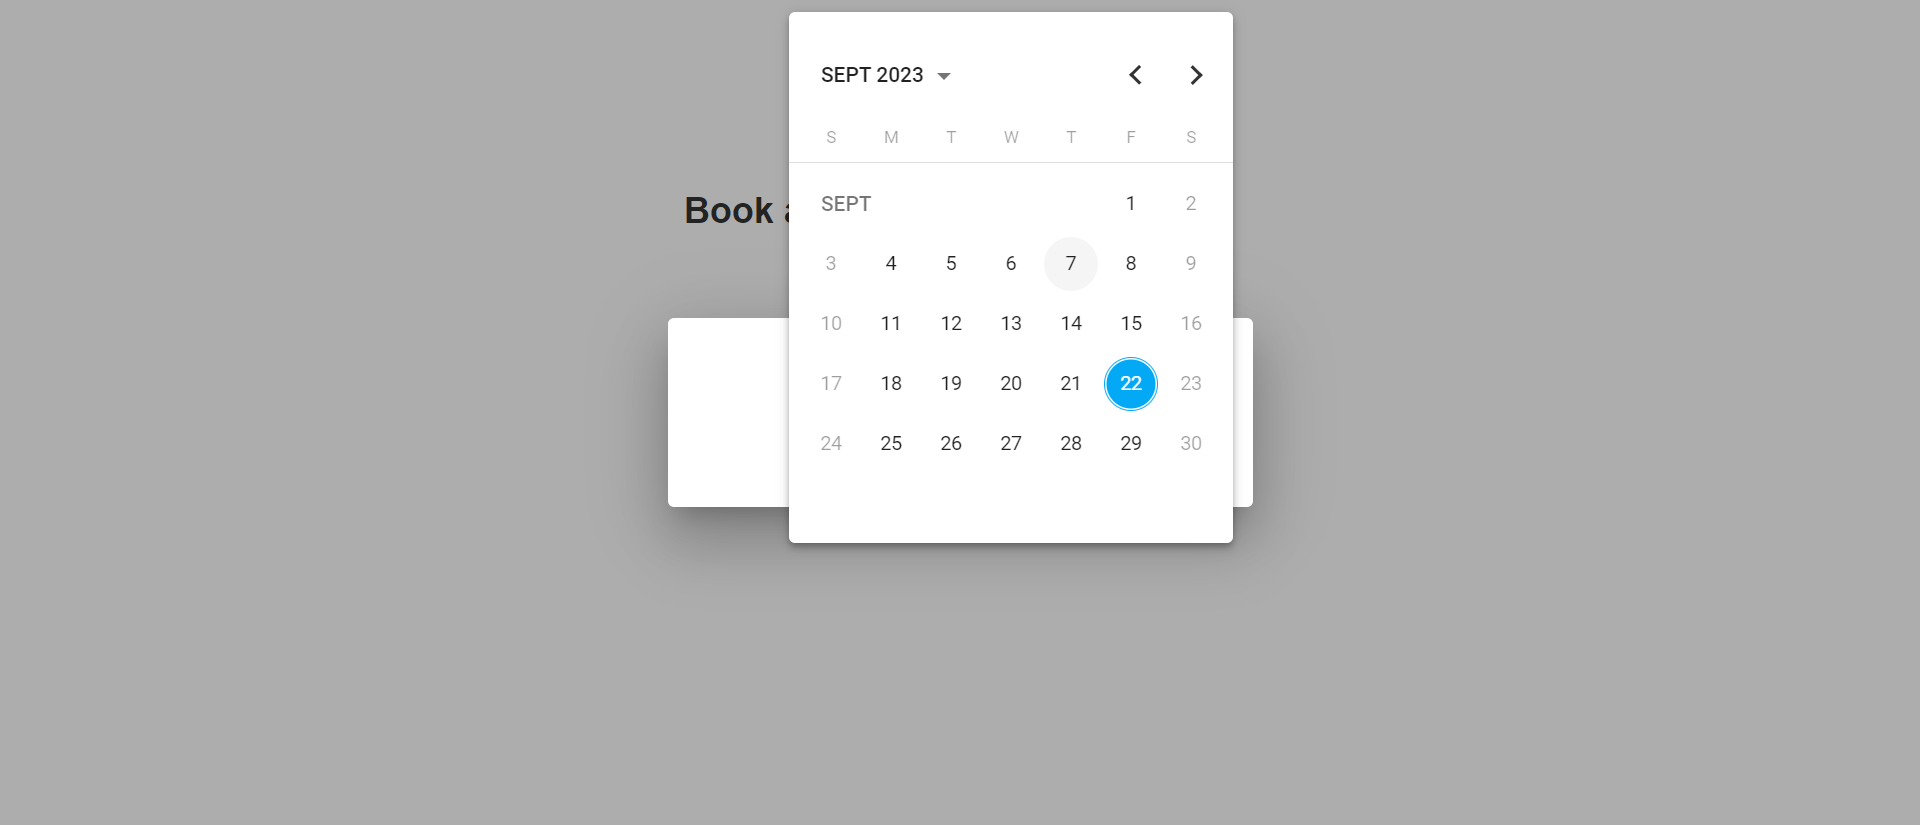 SEPT 2023
S M T W T F S
SEPT 1 2
Book
3 4 5 6 7 8 9
10 11 12 13 14 15 16
17 18 19 20 21 22 23
24 25 26 27 28 29 30